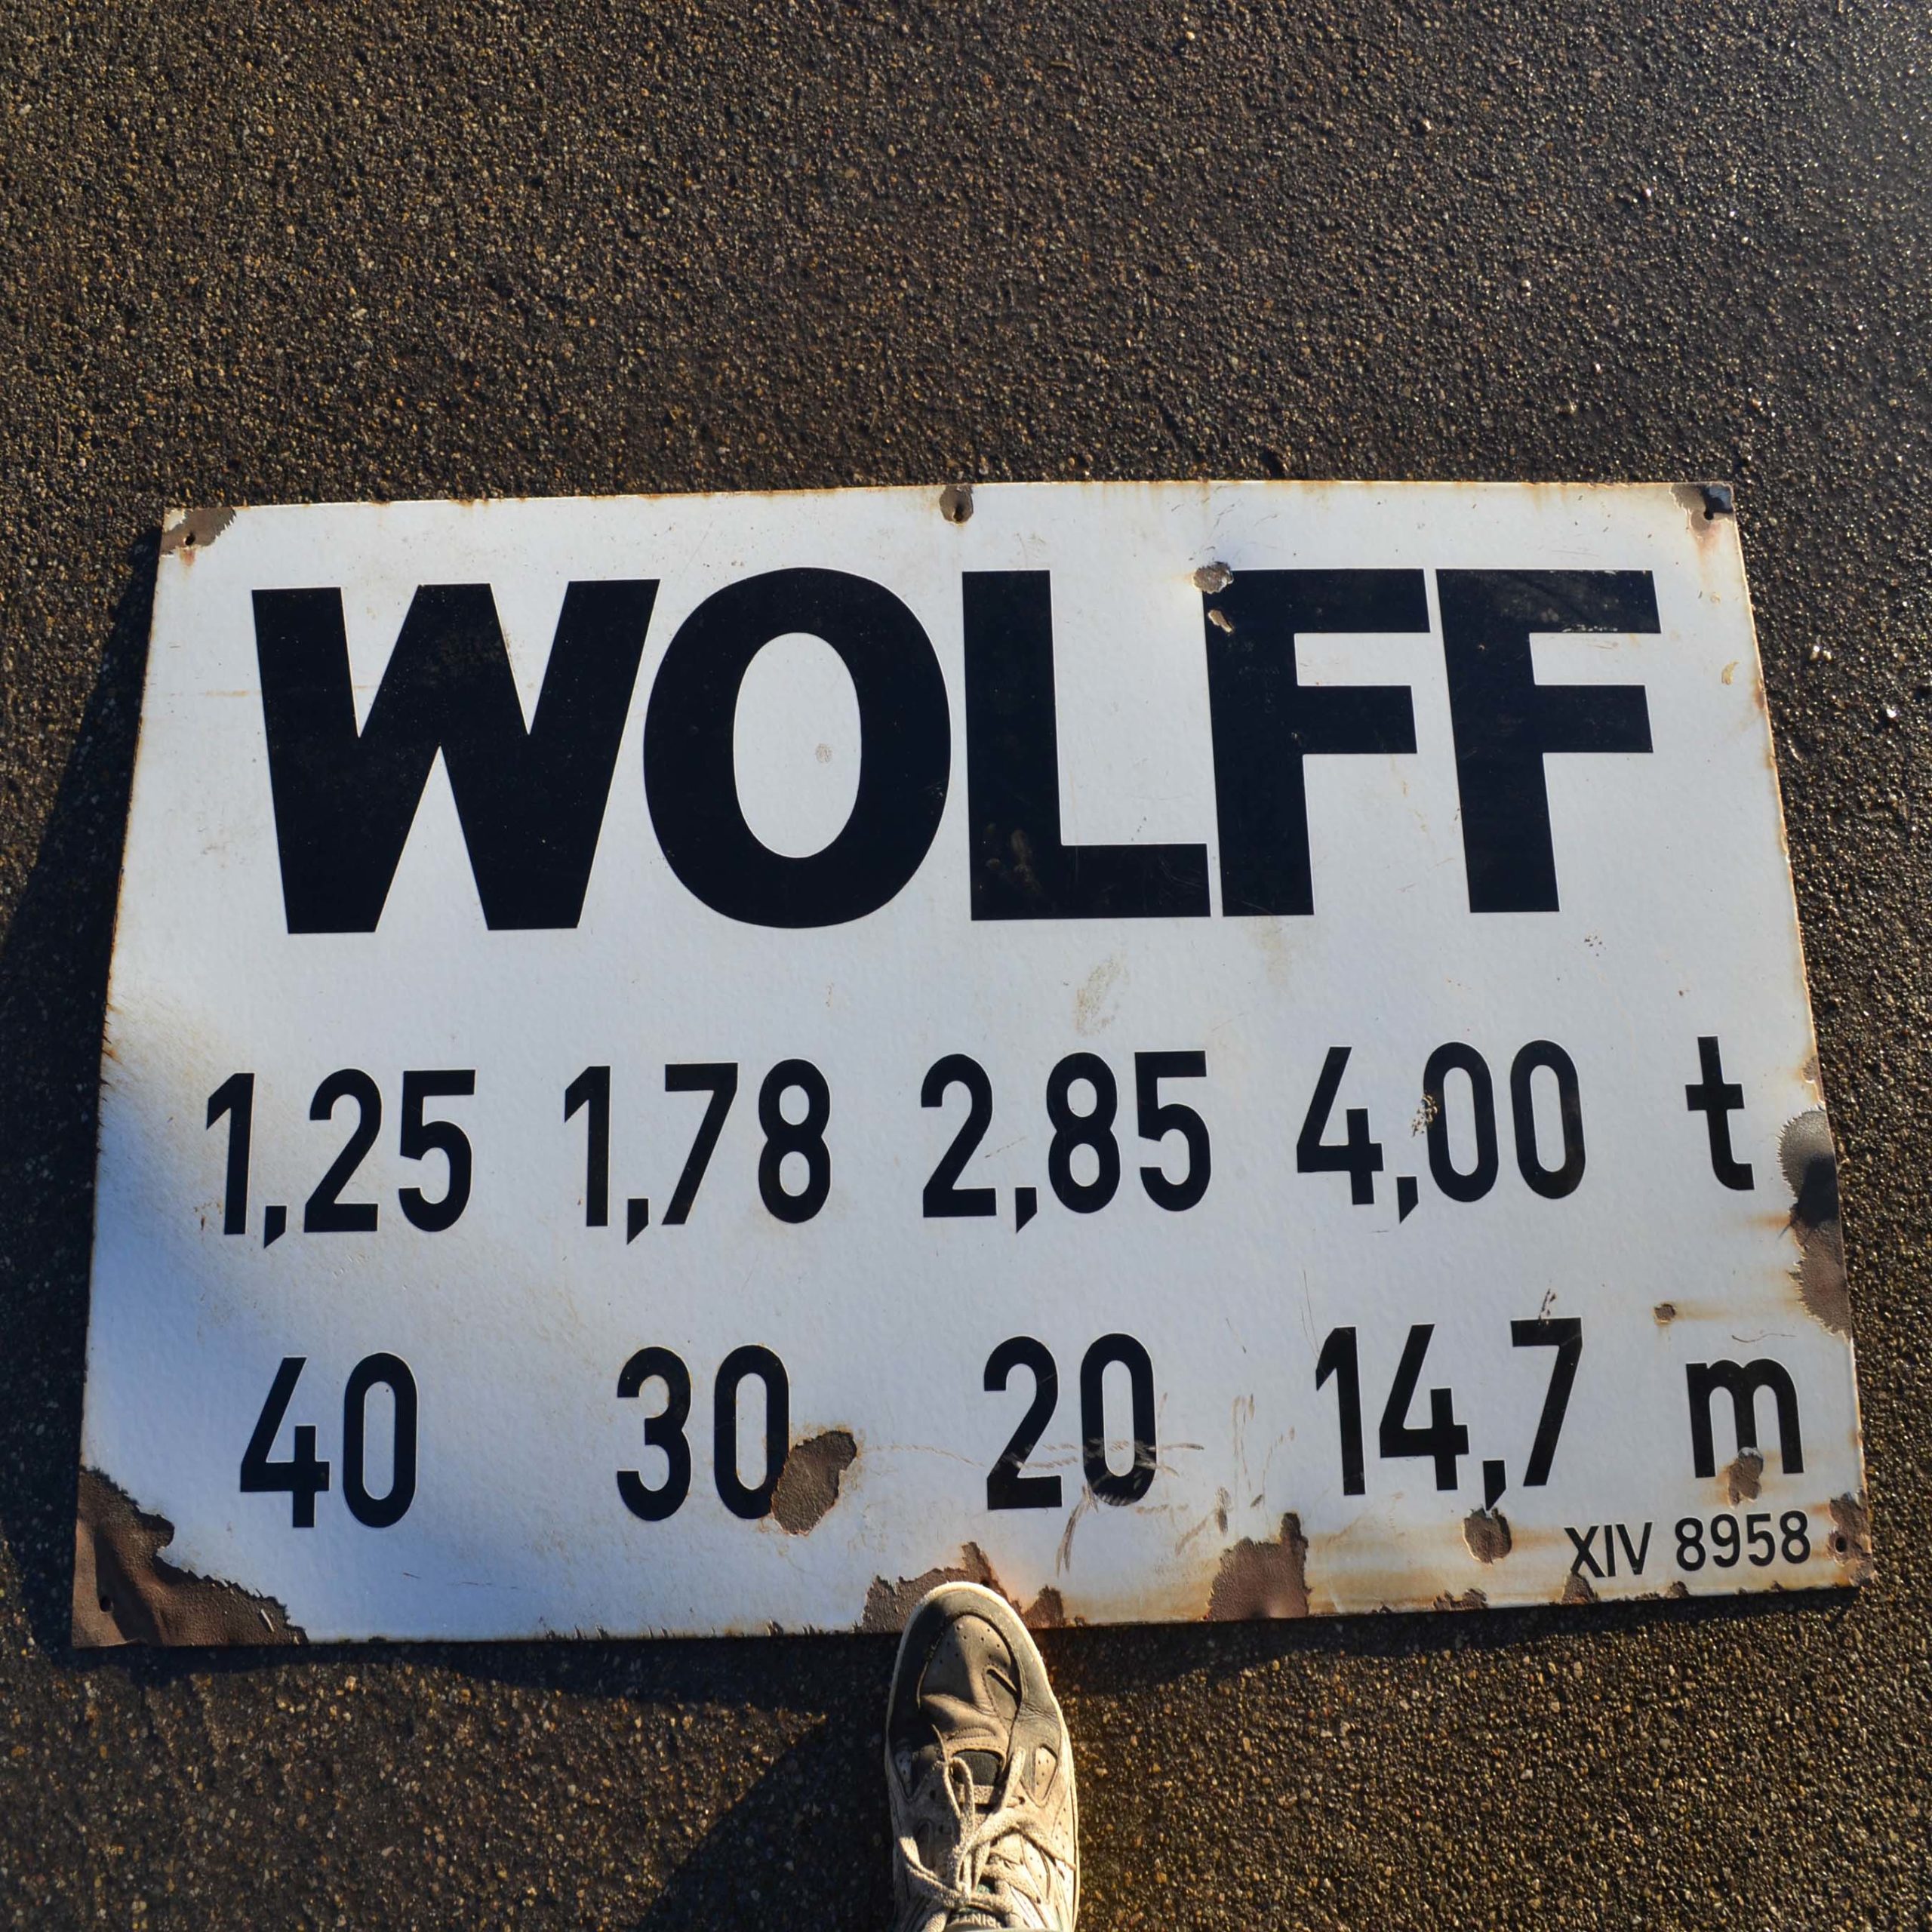 WOLFF
1,25 1,78 2,85 4,00 t
40 30 20 14,7 m
XIV 8958